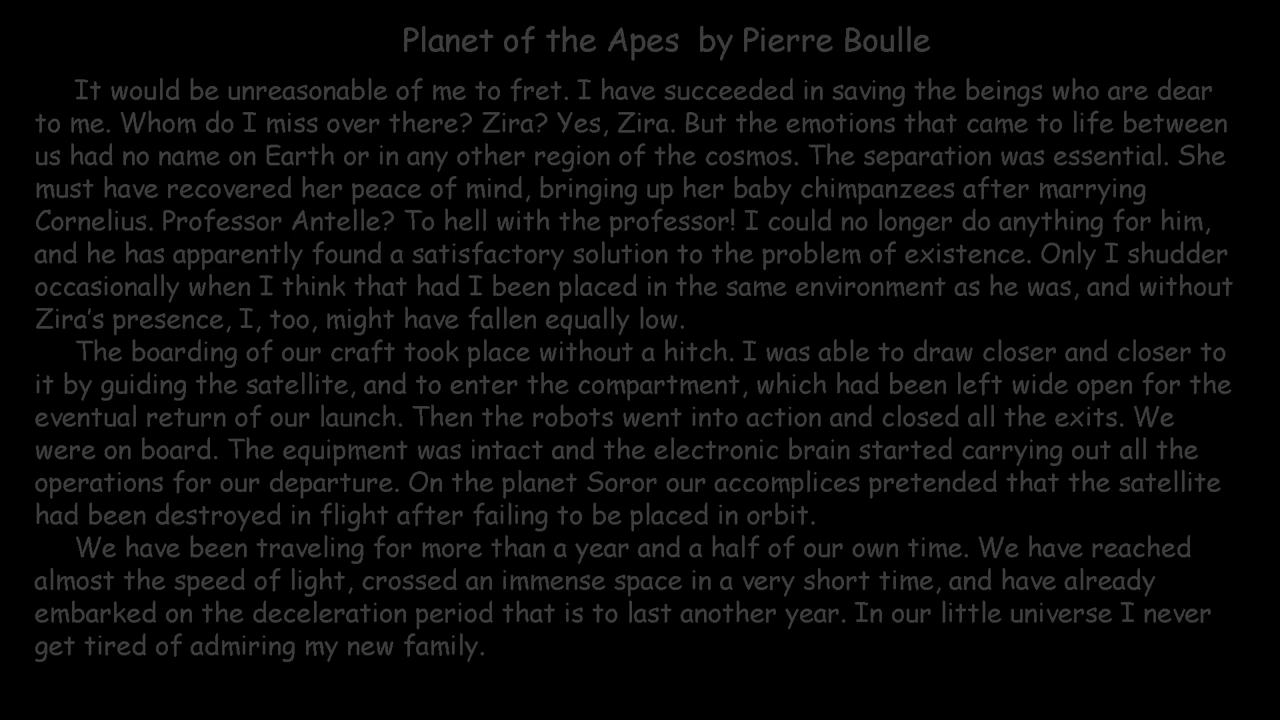 Planet of the Apes  by Pierre Boulle
It would be unreasonable of me to fret. I have succeeded in saving the beings who are dear
to me. Whom do I miss over there? Zira? Yes, Zira. But the emotions that came to life between
us had no name on Earth or in any other region of the cosmos. The separation was essential. She
must have recovered her peace of mind, bringing up her baby chimpanzees after marrying
Cornelius. Professor Antelle? To hell with the professor! I could no longer do anything for him,
and he has apparently found a satisfactory solution to the problem of existence. Only I shudder
occasionally when I think that had I been placed in the same environment as he was, and without
Zira’s presence, I, too, might have fallen equally low.
The boarding of our craft took place without a hitch. I was able to draw closer and closer to
it by guiding the satellite, and to enter the compartment, which had been left wide open for the
eventual return of our launch. Then the robots went into action and closed all the exits. We
were on board. The equipment was intact and the electronic brain started carrying out all the
operations for our departure. On the planet Soror our accomplices pretended that the satellite
had been destroyed in flight after failing to be placed in orbit.
We have been traveling for more than a year and a half of our own time. We have reached
almost the speed of light, crossed an immense space in a very short time, and have already
embarked on the deceleration period that is to last another year. In our little universe I never
get tired of admiring my new family.